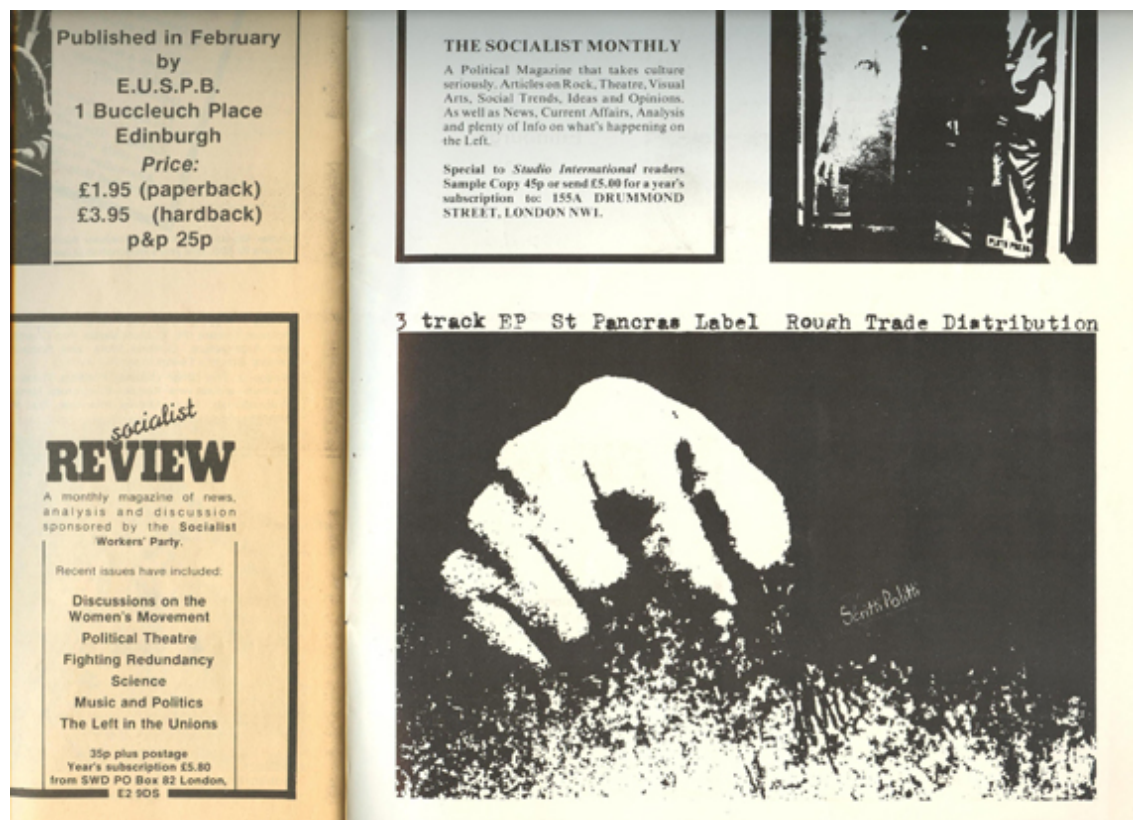 Published in February
by
E.U.S.P.B.
1 Buccleuch Place
Edinburgh
Price:
£1.95 (paperback)
£3.95 (hardback)
p&p 25p
socialist
REVIEW
A monthly magazine of news,
analysis and discussion
sponsored by the Socialist
Workers' Party.
Recent issues have included:
Discussions on the
Women's Movement
Political Theatre
Fighting Redundancy
Science
Music and Politics
The Left in the Unions
35p plus postage
Year's subscription £5.80
from SWD PO Box 82 London,
E2 9DS
THE SOCIALIST MONTHLY
A Political Magazine that takes culture
seriously. Articles on Rock, Theatre, Visual
Arts, Social Trends, Ideas and Opinions.
As well as News, Current Affairs, Analysis
and plenty of Info on what's happening on
the Left.
Special to Studio International readers
Sample Copy 45p or send £5.00 for a year's
subscription to: 155A DRUMMOND
STREET, LONDON NW1.
PLUTO PRESS
3 track EP St Pancras Label Rough Trade Distribution
Scritti Politti